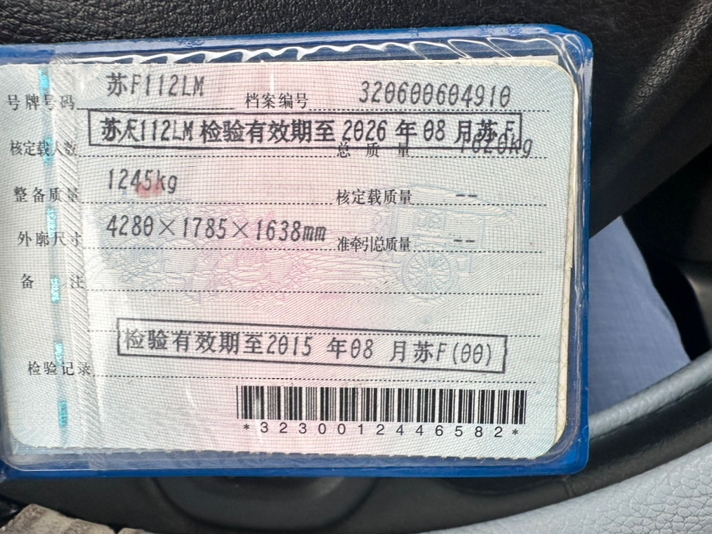 号牌号码 苏F112LM 档案编号 320600604910
苏F112LM 检验有效期至 2026 年 08 月苏F
核定载人数 总质量
整备质量 1245kg 核定载质量 --
外廓尺寸 4280×1785×1638mm 准牵引总质量 --
备注
检验有效期至2015 年08 月苏F(00)
检验记录
*3230012446582*